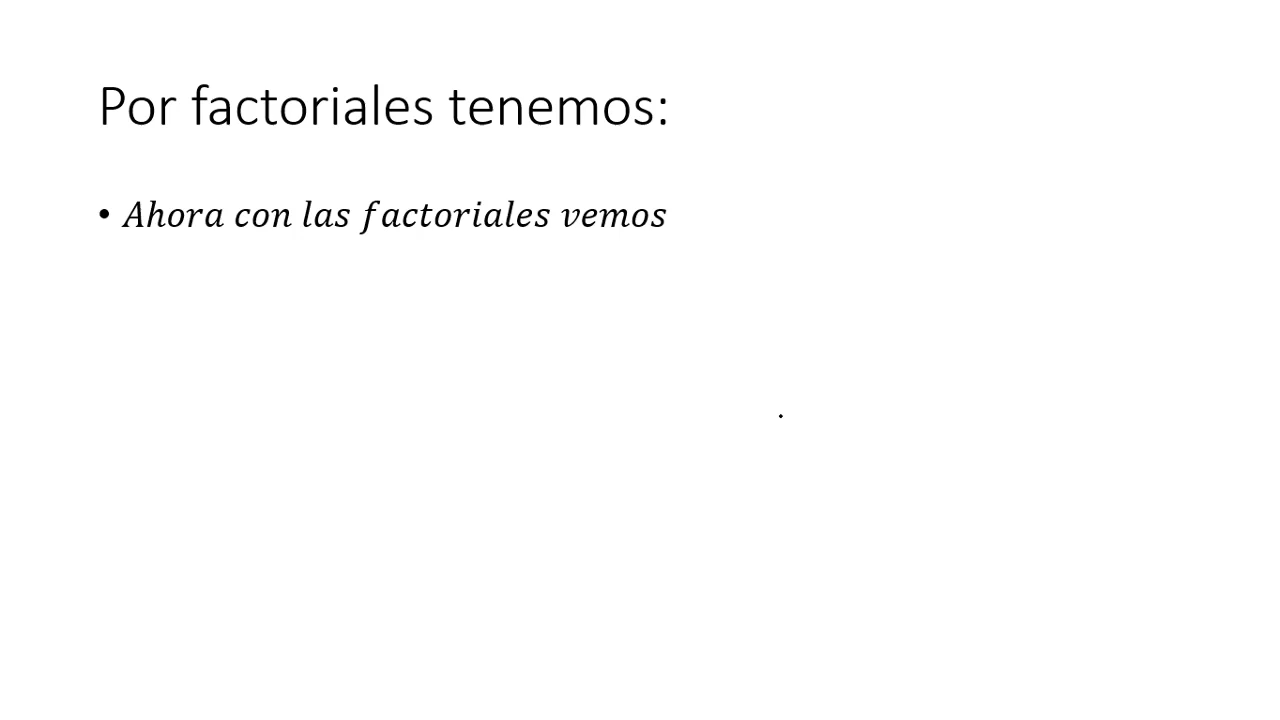 Por factoriales tenemos:
• Ahora con las factoriales vemos